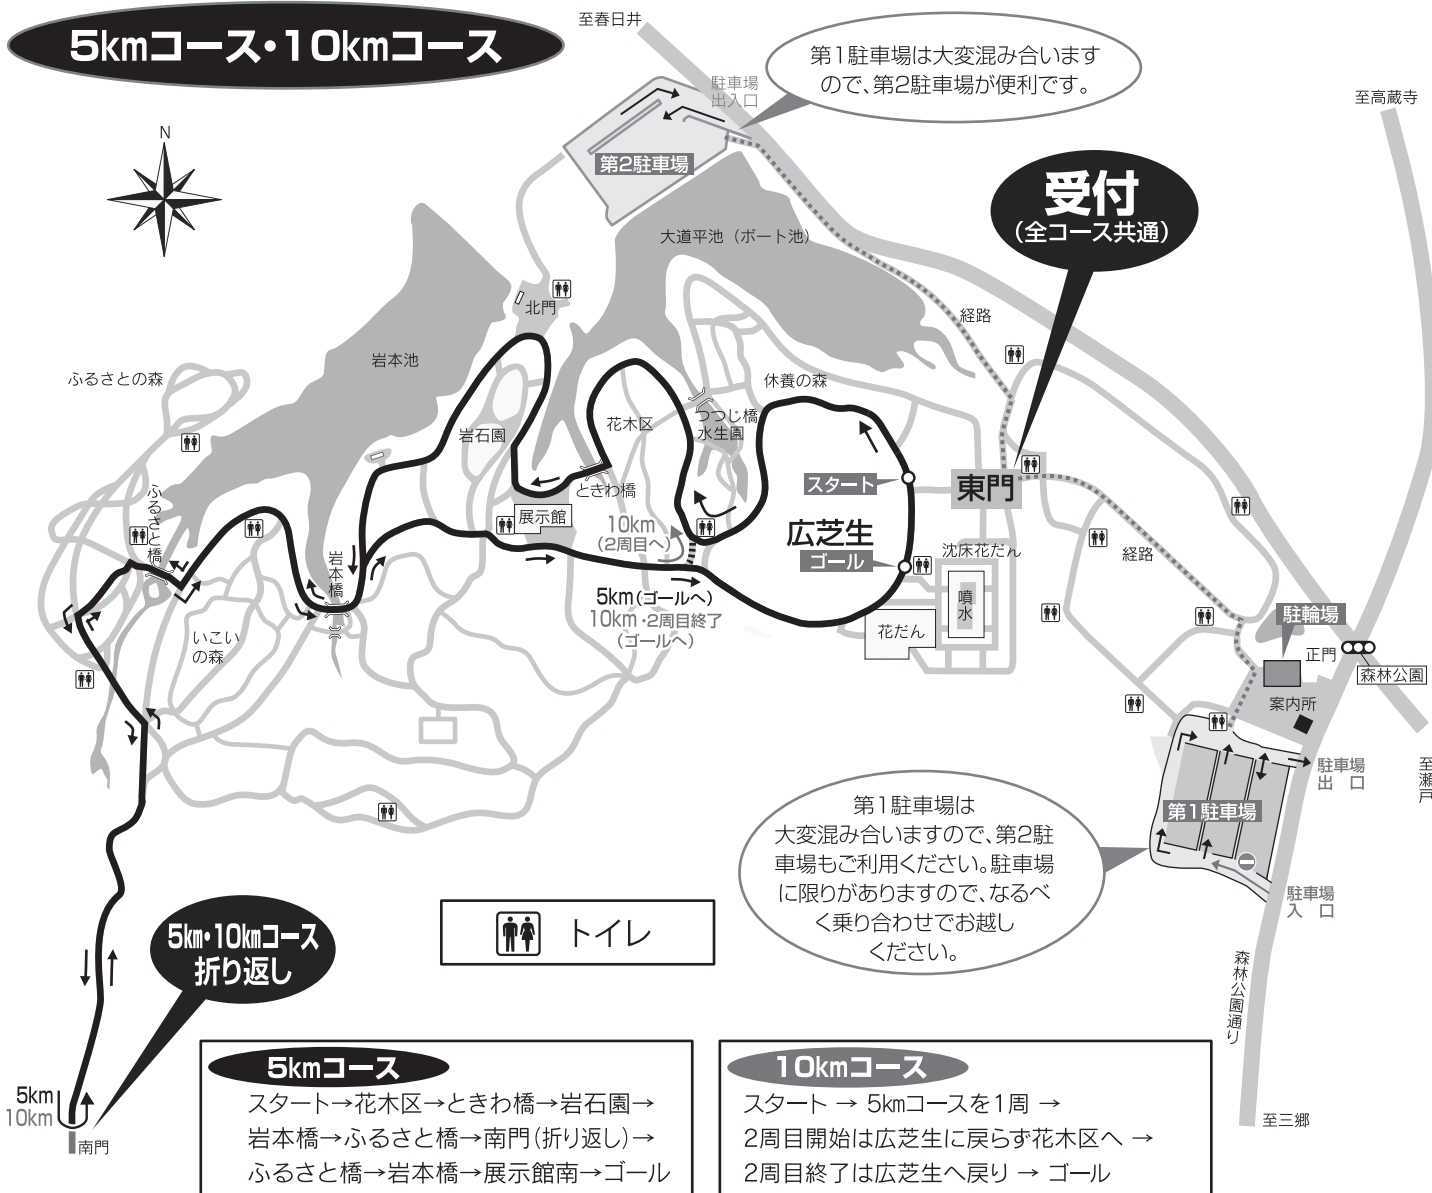 5kmコース・10kmコース
至春日井
第1駐車場は大変混み合います
ので、第2駐車場が便利です。
駐車場
出入口
至高蔵寺
N
第2駐車場
受付
(全コース共通)
大道平池(ボート池)
北門
経路
岩本池
ふるさとの森
休養の森
花木区
つつじ橋
水生園
岩石園
ときわ橋
スタート
東門
展示館
10km
(2周目へ)
広芝生
ゴール
沈床花だん
経路
ふるさと橋
岩本橋
5km(ゴールへ)
10km・2周目終了
(ゴールへ)
噴水
花だん
いこい
の森
駐輪場
正門
森林公園
案内所
駐車場
出 口
至瀬戸
第1駐車場
第1駐車場は
大変混み合いますので、第2駐
車場もご利用ください。駐車場
に限りがありますので、なるべ
く乗り合わせでお越し
ください。
駐車場
入 口
トイレ
5km・10kmコース
折り返し
森林公園通り
5km
10km
南門
至三郷
5kmコース
スタート→花木区→ときわ橋→岩石園→
岩本橋→ふるさと橋→南門(折り返し)→
ふるさと橋→岩本橋→展示館南→ゴール
10kmコース
スタート → 5kmコースを1周 →
2周目開始は広芝生に戻らず花木区へ →
2周目終了は広芝生へ戻り → ゴール